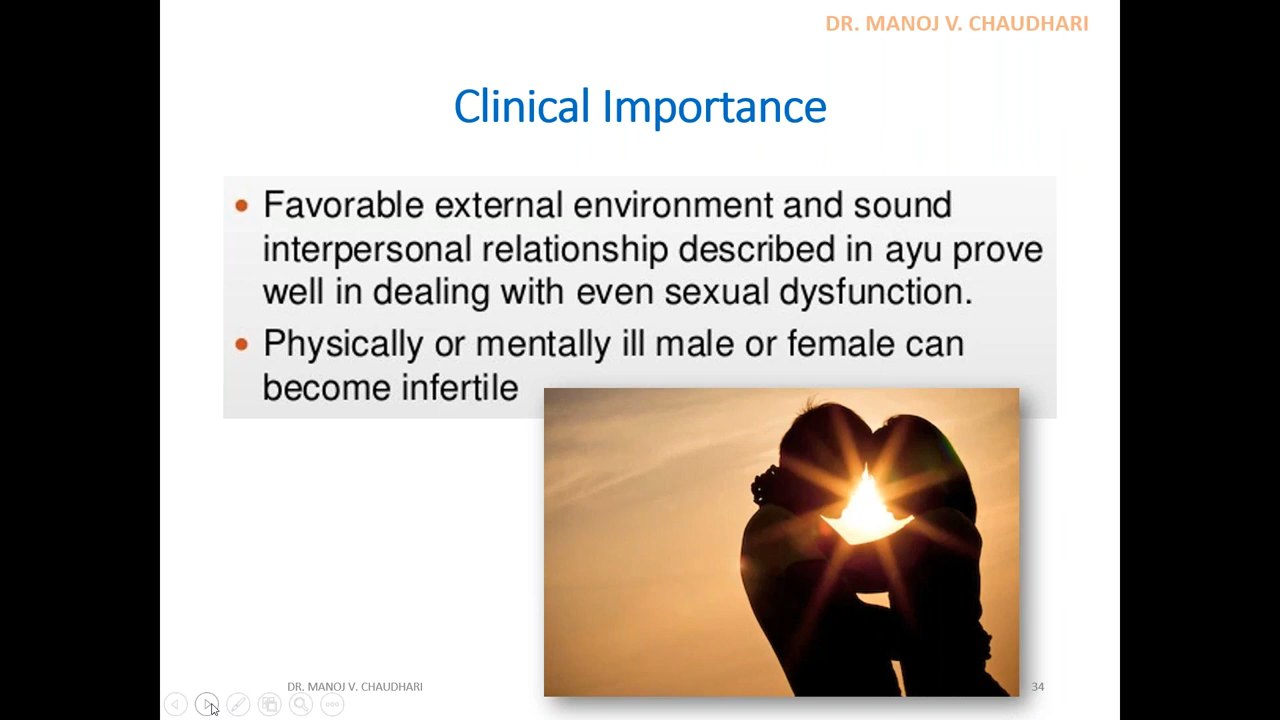 DR. MANOJ V. CHAUDHARI
Clinical Importance
• Favorable external environment and sound
interpersonal relationship described in ayu prove
well in dealing with even sexual dysfunction.
• Physically or mentally ill male or female can
become infertile
DR. MANOJ V. CHAUDHARI
34